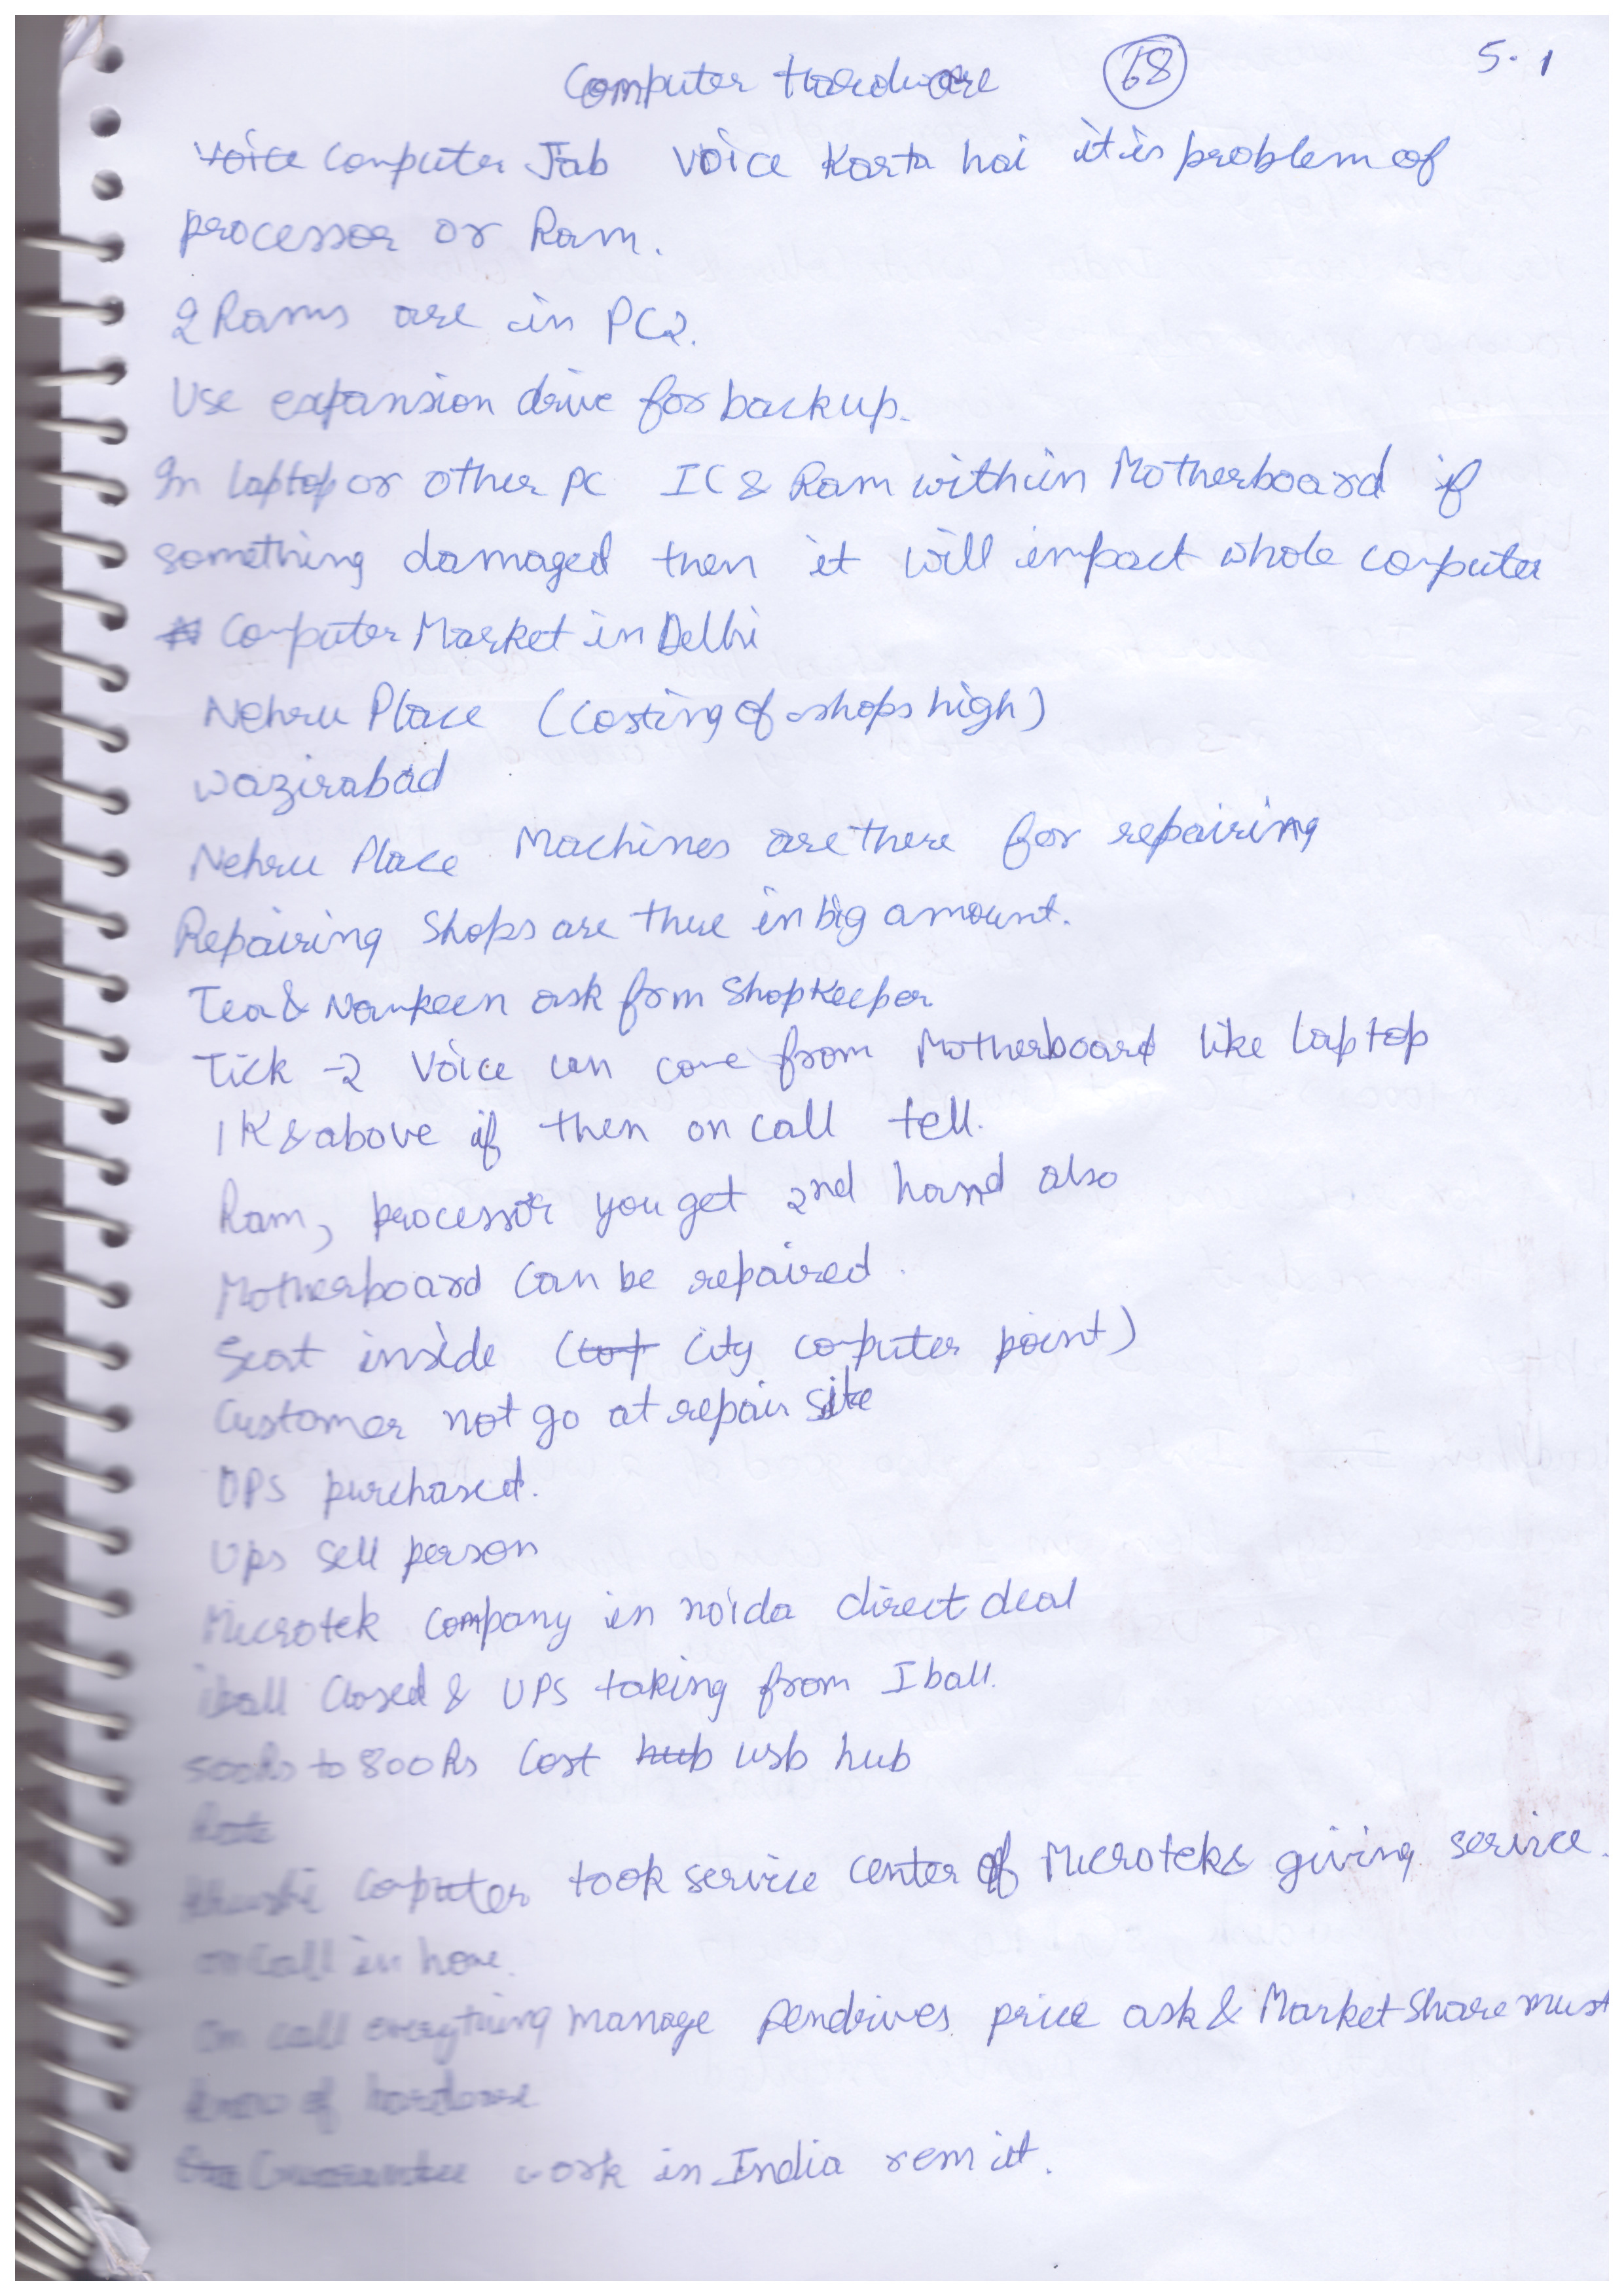 Computer Hardware 68 5.1
Voice Computer Jab Voice Karta hai it is problem of
processor or Ram.
2 Rams are in PC2.
Use expansion drive for backup.
In laptop or other PC IC & Ram within Motherboard if
something damaged then it will impact whole computer
Computer Market in Delhi
Nehru Place (Costing of shops high)
Wazirabad
Nehru Place Machines are there for repairing
Repairing Shops are there in big amount.
Tea & Namkeen ask from Shopkeeper
Tick -2 Voice can come from Motherboard like laptop
1K & above if then on call tell.
Ram, processor you get 2nd hand also
Motherboard can be repaired.
Seat inside (top City computer point)
Customer not go at repair site
UPS purchased.
Ups sell person
Microtek Company in noida direct deal
iball Closed & UPS taking from Iball.
500Rs to 800Rs Cost hub usb hub
Rate
Computer took service center of Microtek & giving service.
on call in home.
On call everything manage pendrives price ask & Market Share must
know of hardware
Guarantee work in India rem it.